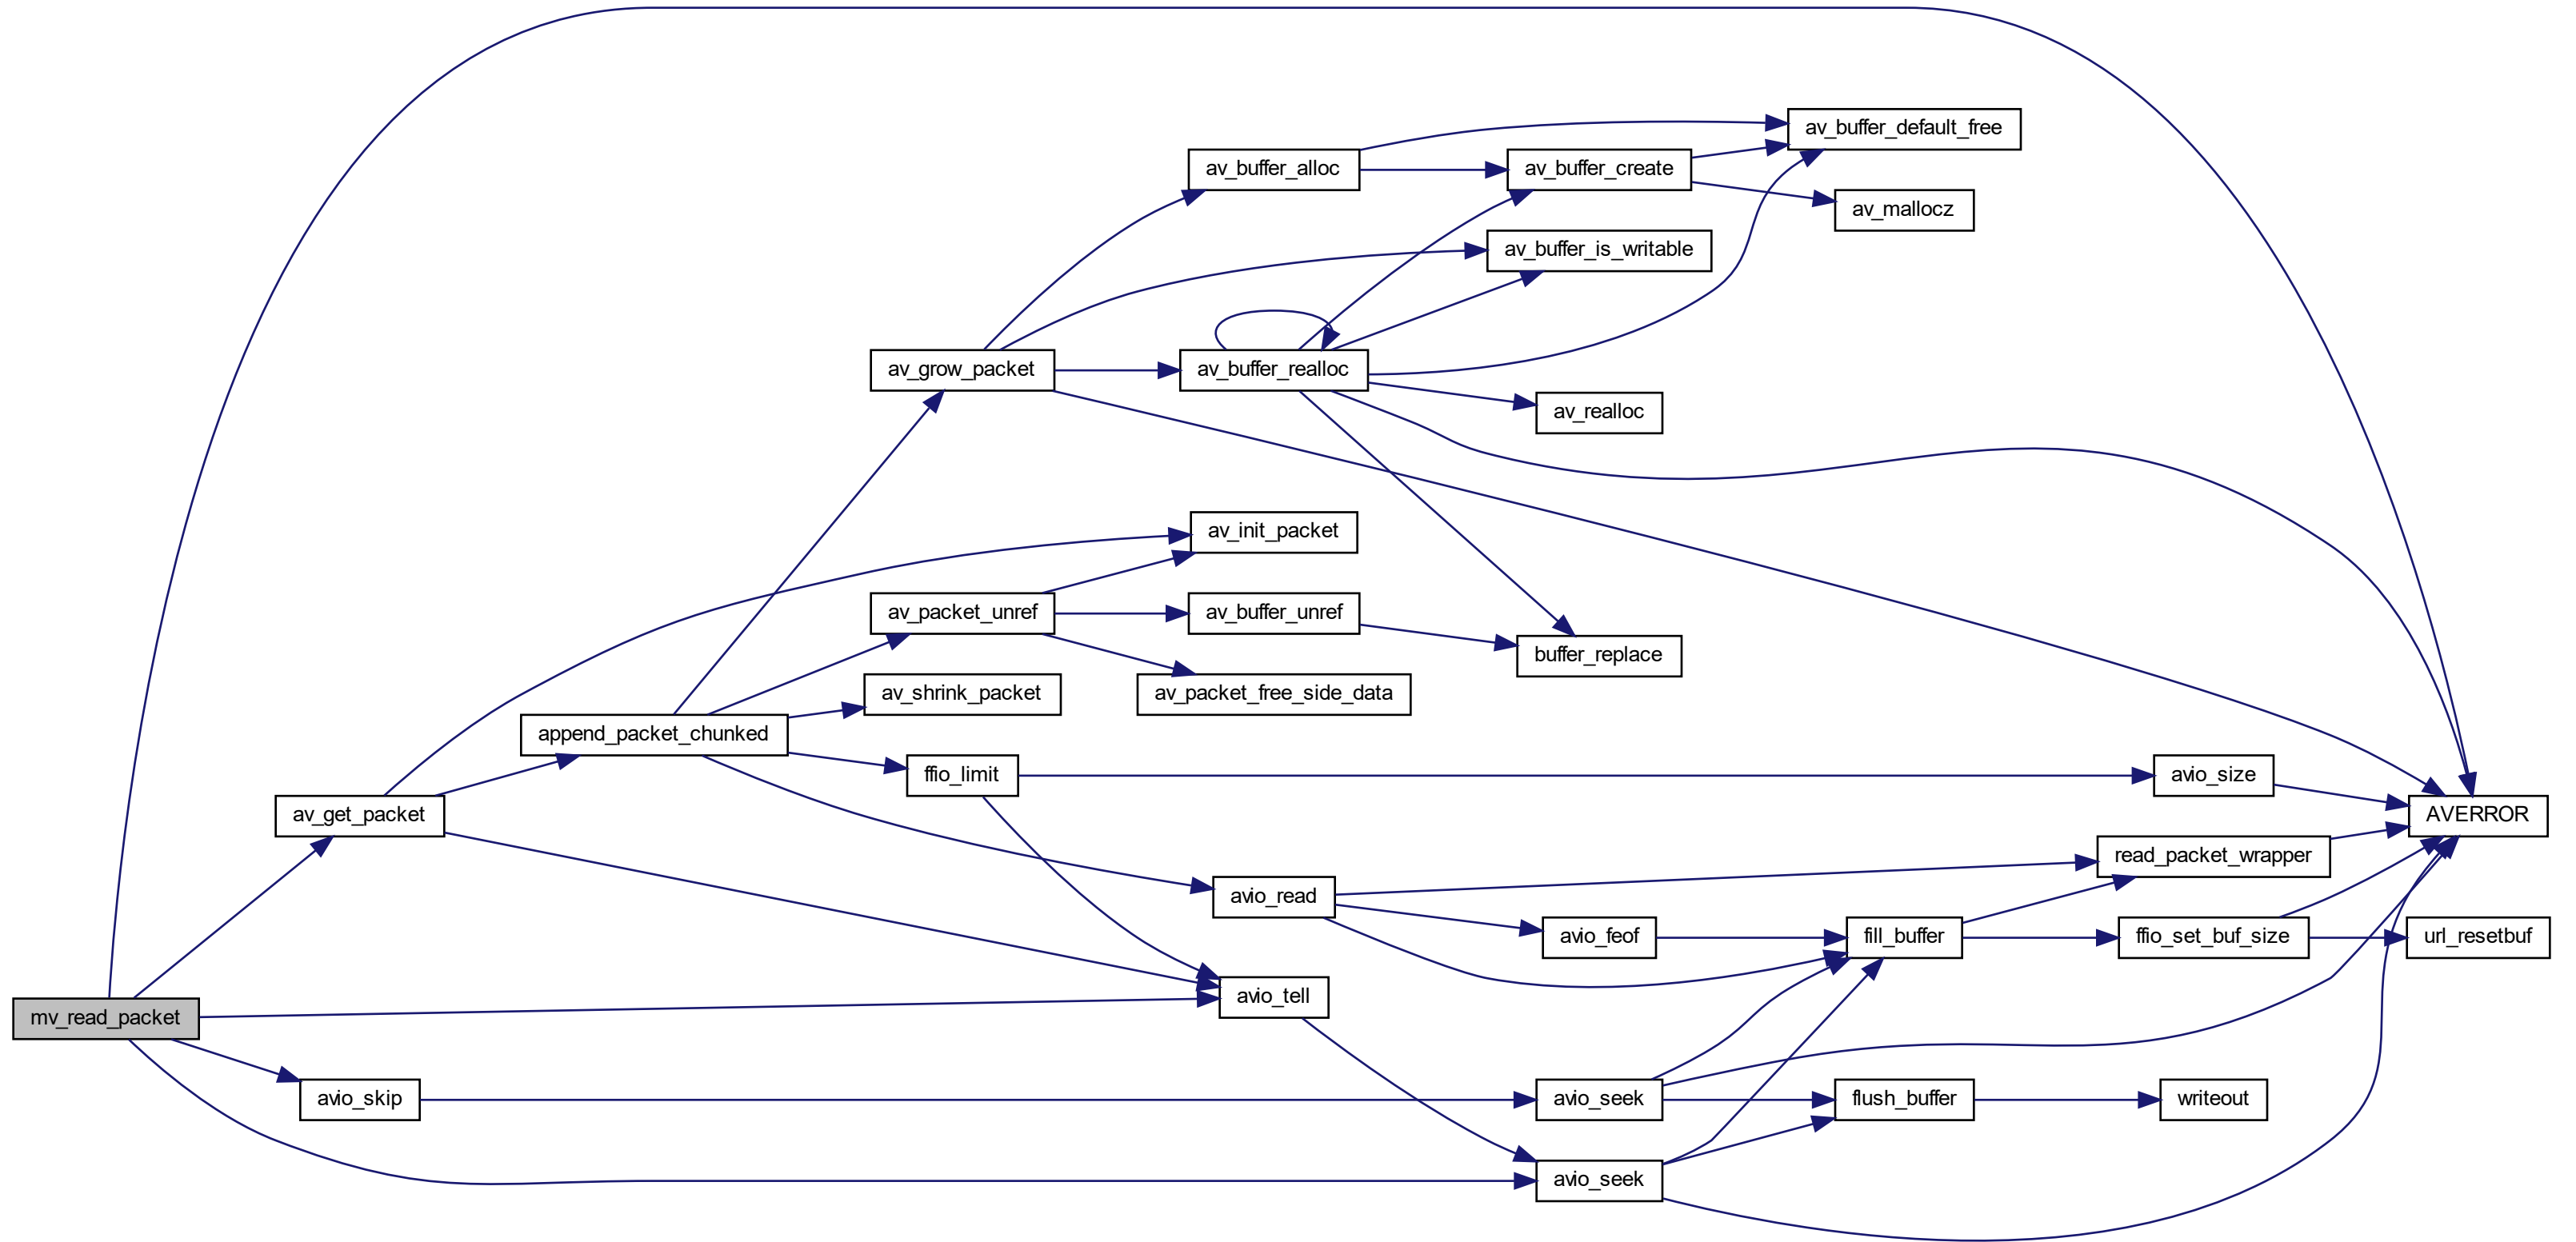 av_buffer_default_free
av_buffer_alloc
av_buffer_create
av_mallocz
av_buffer_is_writable
av_grow_packet
av_buffer_realloc
av_realloc
av_init_packet
av_packet_unref
av_buffer_unref
buffer_replace
av_shrink_packet
av_packet_free_side_data
append_packet_chunked
ffio_limit
avio_size
av_get_packet
AVERROR
read_packet_wrapper
avio_read
avio_feof
fill_buffer
ffio_set_buf_size
url_resetbuf
avio_tell
mv_read_packet
avio_skip
avio_seek
flush_buffer
writeout
avio_seek